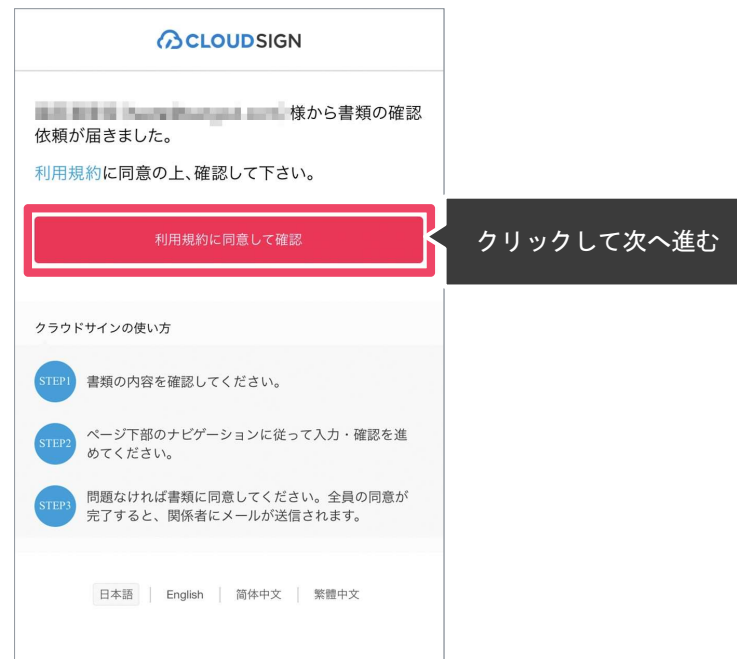 CLOUDSIGN
様から書類の確認
依頼が届きました。
利用規約に同意の上、確認して下さい。
利用規約に同意して確認
クリックして次へ進む
クラウドサインの使い方
STEP1 書類の内容を確認してください。
STEP2 ページ下部のナビゲーションに従って入力・確認を進
めてください。
STEP3 問題なければ書類に同意してください。全員の同意が
完了すると、関係者にメールが送信されます。
日本語 English 简体中文 繁體中文